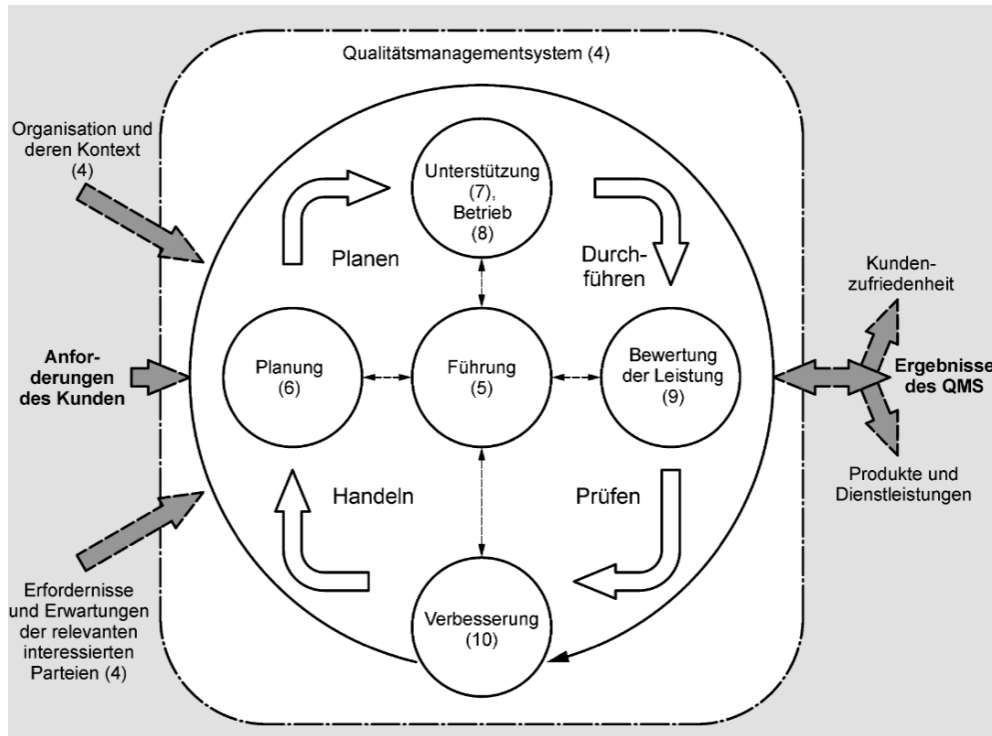 Qualitätsmanagementsystem (4)
Organisation und
deren Kontext
(4)
Unterstützung
(7),
Betrieb
(8)
Planen
Durch-
führen
Kunden-
zufriedenheit
Anfor-
derungen
des Kunden
Planung
(6)
Führung
(5)
Bewertung
der Leistung
(9)
Ergebnisse
des QMS
Handeln
Prüfen
Produkte und
Dienstleistungen
Erfordernisse
und Erwartungen
der relevanten
interessierten
Parteien (4)
Verbesserung
(10)